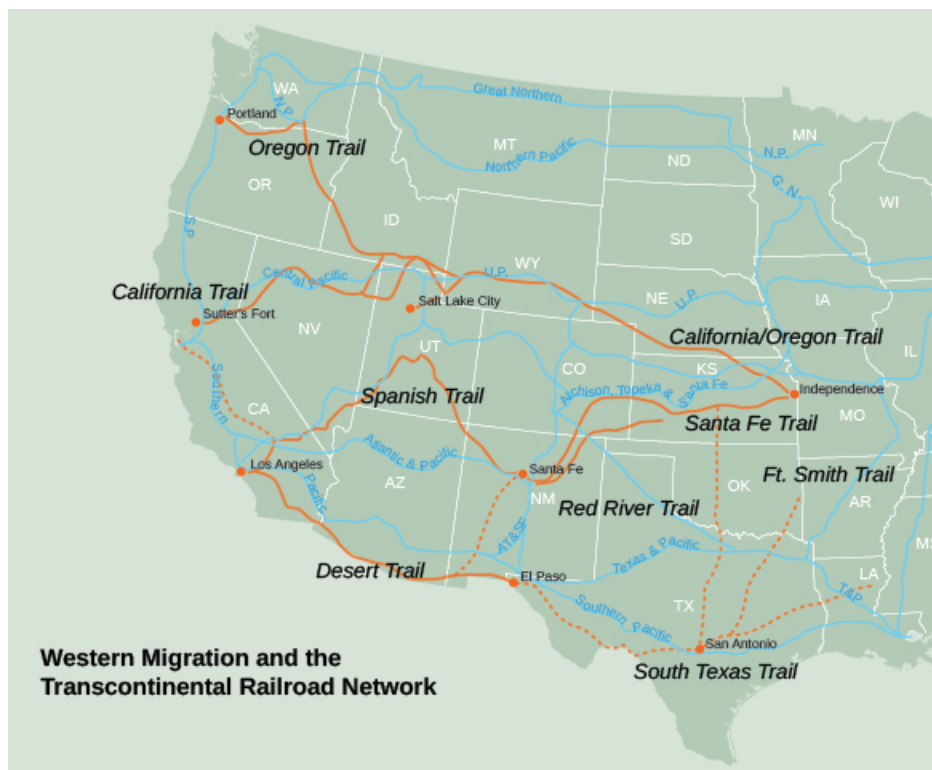 WA
Great Northern
N.P.
Portland
MN
MT
Oregon Trail
Northern Pacific
N.P.
ND
OR
G. N.
WI
S.P
ID
SD
WY
U.P.
Central Pacific
California Trail
Salt Lake City
NE
U.P.
IA
Sutter's Fort
NV
California/Oregon Trail
UT
IL
CO
KS
Atchison, Topeka & Santa Fe
Independence
Southern
Spanish Trail
CA
MO
Santa Fe Trail
Atlantic & Pacific
Los Angeles
Santa Fe
Ft. Smith Trail
AZ
Pacific
NM
OK
Red River Trail
AR
AT&SF
MS
Texas & Pacific
Desert Trail
El Paso
LA
T&P
Southern Pacific
TX
San Antonio
Western Migration and the
Transcontinental Railroad Network
South Texas Trail